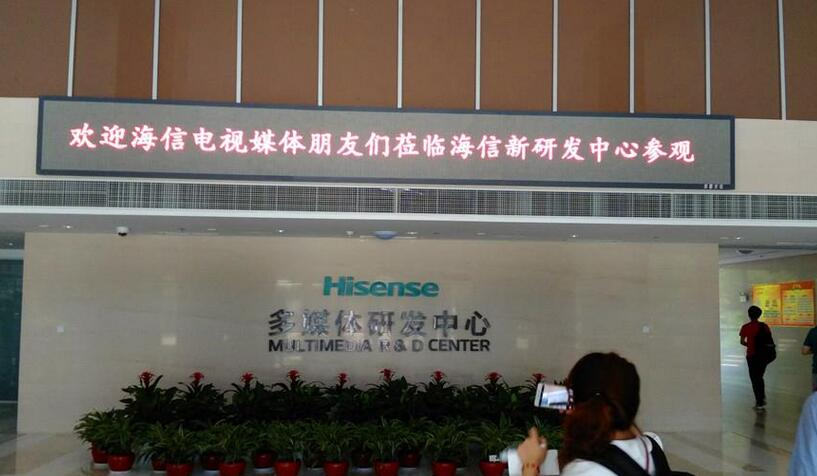 欢迎海信电视媒体朋友们莅临海信新研发中心参观
Hisense
多媒体研发中心
MULTIMEDIA R & D CENTER